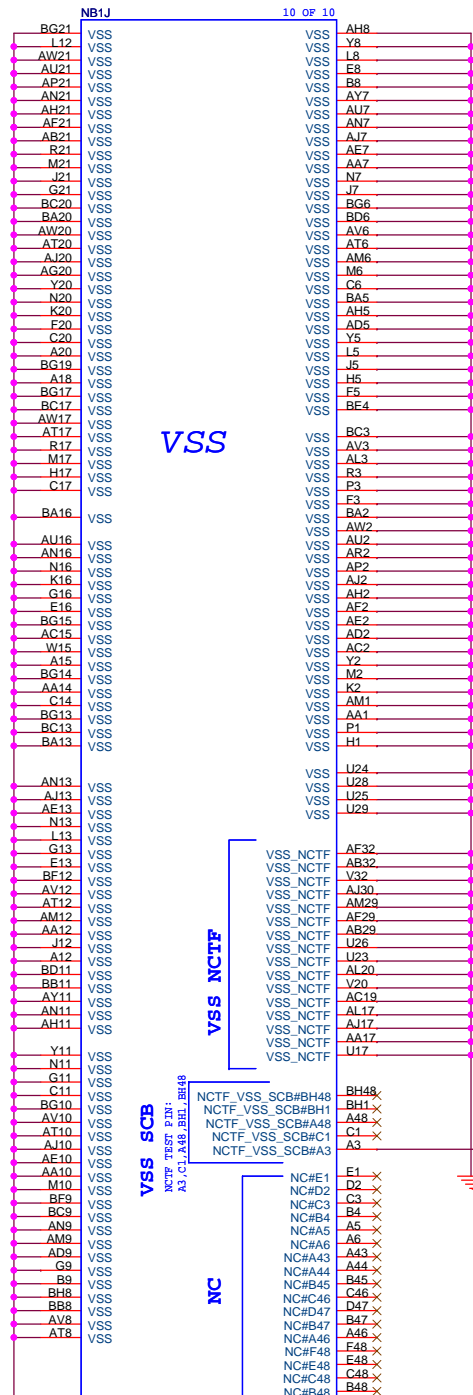 NB1J 10 OF 10
BG21 VSS VSS AH8
L12 VSS VSS Y8
AW21 VSS VSS L8
AU21 VSS VSS E8
AP21 VSS VSS B8
AN21 VSS VSS AY7
AH21 VSS VSS AU7
AF21 VSS VSS AN7
AB21 VSS VSS AJ7
R21 VSS VSS AE7
M21 VSS VSS AA7
J21 VSS VSS N7
G21 VSS VSS J7
BC20 VSS VSS BG6
BA20 VSS VSS BD6
AW20 VSS VSS AV6
AT20 VSS VSS AT6
AJ20 VSS VSS AM6
AG20 VSS VSS M6
Y20 VSS VSS C6
N20 VSS VSS BA5
K20 VSS VSS AH5
F20 VSS VSS AD5
C20 VSS VSS Y5
A20 VSS VSS L5
BG19 VSS VSS J5
A18 VSS VSS H5
BG17 VSS VSS F5
BC17 VSS VSS BE4
AW17 VSS
AT17 VSS VSS BC3
VSS
R17 VSS VSS AV3
M17 VSS VSS AL3
H17 VSS VSS R3
C17 VSS VSS P3
VSS F3
BA16 VSS VSS BA2
VSS AW2
AU16 VSS VSS AU2
AN16 VSS VSS AR2
N16 VSS VSS AP2
K16 VSS VSS AJ2
G16 VSS VSS AH2
E16 VSS VSS AF2
BG15 VSS VSS AE2
AC15 VSS VSS AD2
W15 VSS VSS AC2
A15 VSS VSS Y2
BG14 VSS VSS M2
AA14 VSS VSS K2
C14 VSS VSS AM1
BG13 VSS VSS AA1
BC13 VSS VSS P1
BA13 VSS VSS H1
VSS U24
AN13 VSS VSS U28
AJ13 VSS VSS U25
AE13 VSS VSS U29
N13 VSS
L13 VSS
G13 VSS VSS_NCTF AF32
E13 VSS VSS_NCTF AB32
BF12 VSS VSS_NCTF V32
AV12 VSS VSS_NCTF AJ30
AT12 VSS VSS_NCTF AM29
AM12 VSS VSS_NCTF AF29
AA12 VSS VSS_NCTF AB29
J12 VSS VSS_NCTF U26
A12 VSS VSS_NCTF U23
BD11 VSS VSS_NCTF AL20
BB11 VSS VSS_NCTF V20
AY11 VSS VSS_NCTF AC19
AN11 VSS VSS_NCTF AL17
AH11 VSS VSS_NCTF AJ17
VSS_NCTF AA17
Y11 VSS VSS_NCTF U17
VSS NCTF
N11 VSS
G11 VSS
C11 VSS NCTF_VSS_SCB#BH48 BH48
BG10 VSS NCTF_VSS_SCB#BH1 BH1
AV10 VSS NCTF_VSS_SCB#A48 A48
AT10 VSS NCTF_VSS_SCB#C1 C1
AJ10 VSS NCTF_VSS_SCB#A3 A3
VSS SCB
NCTF TEST PIN:
A3,C1,A48,BH1,BH48
AE10 VSS
AA10 VSS NC#E1 E1
M10 VSS NC#D2 D2
BF9 VSS NC#C3 C3
BC9 VSS NC#B4 B4
AN9 VSS NC#A5 A5
AM9 VSS NC#A6 A6
AD9 VSS NC#A43 A43
G9 VSS NC#A44 A44
B9 VSS NC#B45 B45
BH8 VSS NC#C46 C46
BB8 VSS NC#D47 D47
AV8 VSS NC#B47 B47
AT8 VSS NC#A46 A46
NC#F48 F48
NC#E48 E48
NC#C48 C48
NC#B48 B48
NC